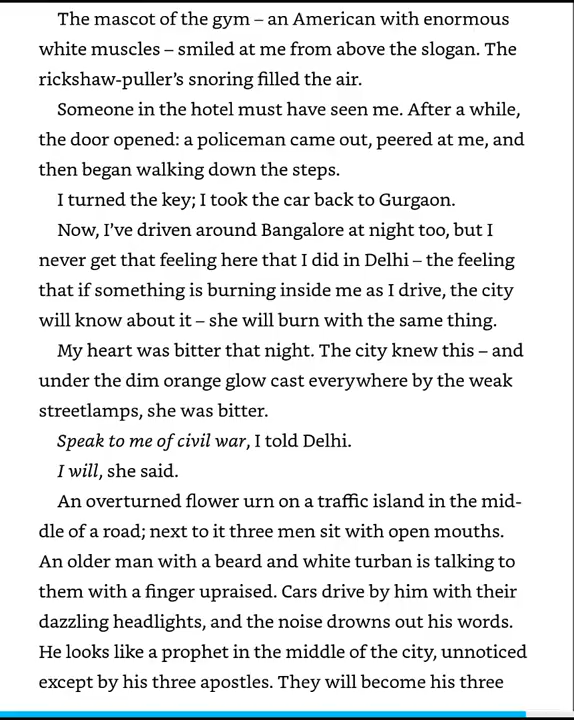 The mascot of the gym – an American with enormous
white muscles – smiled at me from above the slogan. The
rickshaw-puller’s snoring filled the air.
Someone in the hotel must have seen me. After a while,
the door opened: a policeman came out, peered at me, and
then began walking down the steps.
I turned the key; I took the car back to Gurgaon.
Now, I’ve driven around Bangalore at night too, but I
never get that feeling here that I did in Delhi – the feeling
that if something is burning inside me as I drive, the city
will know about it – she will burn with the same thing.
My heart was bitter that night. The city knew this – and
under the dim orange glow cast everywhere by the weak
streetlamps, she was bitter.
Speak to me of civil war, I told Delhi.
I will, she said.
An overturned flower urn on a traffic island in the mid-
dle of a road; next to it three men sit with open mouths.
An older man with a beard and white turban is talking to
them with a finger upraised. Cars drive by him with their
dazzling headlights, and the noise drowns out his words.
He looks like a prophet in the middle of the city, unnoticed
except by his three apostles. They will become his three